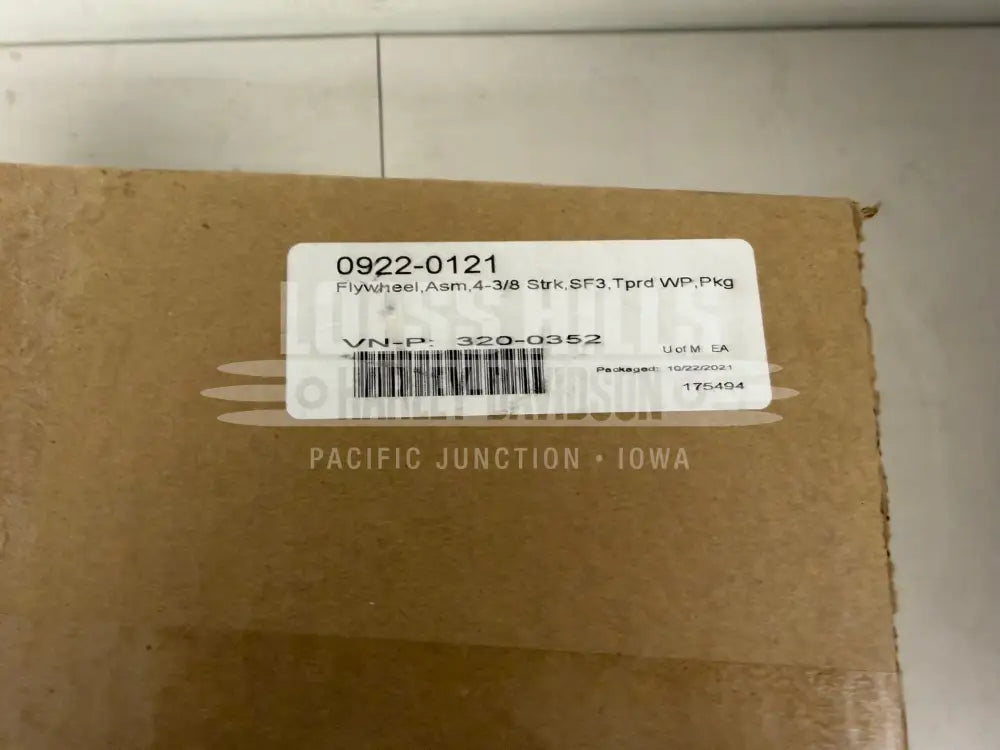 0922-0121
Flywheel,Asm,4-3/8 Strk,SF3,Tprd WP,Pkg
LOESS HILLS
VN-P: 320-0352
U of M: EA
Packaged: 10/22/2021
175494
HARLEY-DAVIDSON
PACIFIC JUNCTION • IOWA